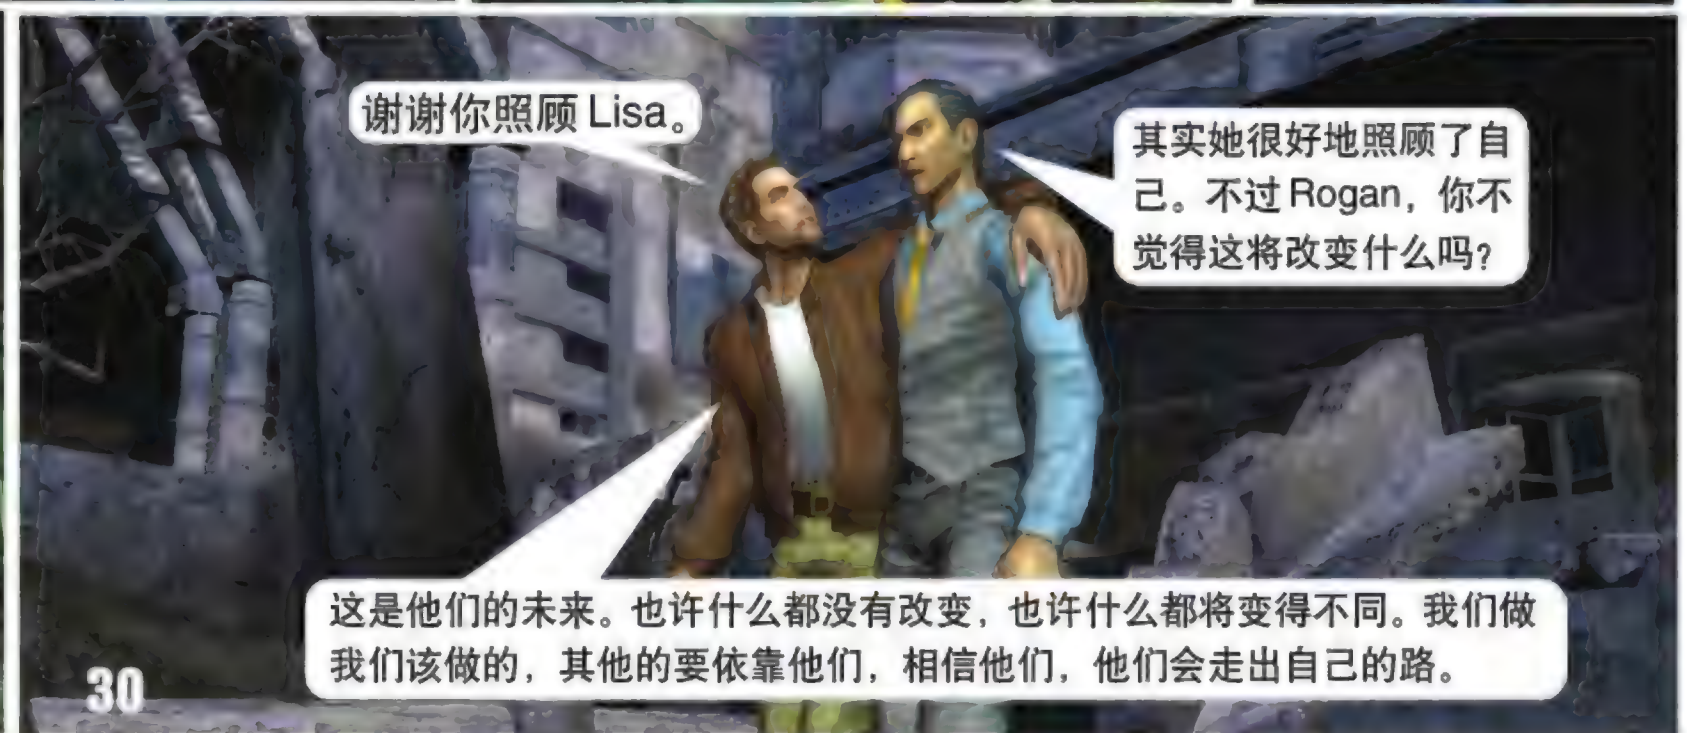 谢谢你照顾 Lisa。
其实她很好地照顾了自
己。不过 Rogan，你不
觉得这将改变什么吗？
这是他们的未来。也许什么都没有改变，也许什么都将变得不同。我们做
我们该做的，其他的要依靠他们，相信他们，他们会走出自己的路。
30